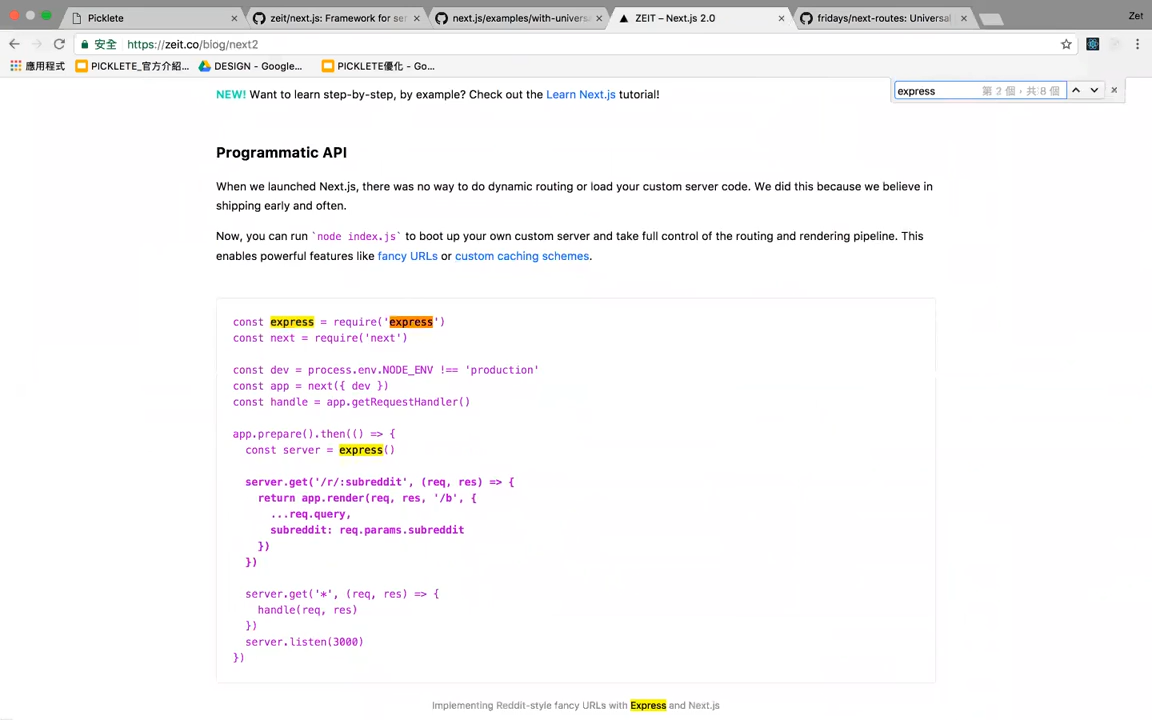 Picklete
zeit/next.js: Framework for ser
next.js/examples/with-univers
ZEIT – Next.js 2.0
fridays/next-routes: Universal
Zet
安全
https://zeit.co/blog/next2
應用程式
PICKLETE_官方介紹...
DESIGN - Google...
PICKLETE優化 - Go...
express
第 2 個，共 8 個
NEW! Want to learn step-by-step, by example? Check out the Learn Next.js tutorial!
Programmatic API
When we launched Next.js, there was no way to do dynamic routing or load your custom server code. We did this because we believe in
shipping early and often.
Now, you can run `node index.js` to boot up your own custom server and take full control of the routing and rendering pipeline. This
enables powerful features like fancy URLs or custom caching schemes.
const express = require('express')
const next = require('next')
const dev = process.env.NODE_ENV !== 'production'
const app = next({ dev })
const handle = app.getRequestHandler()
app.prepare().then(() => {
const server = express()
server.get('/r/:subreddit', (req, res) => {
return app.render(req, res, '/b', {
...req.query,
subreddit: req.params.subreddit
})
})
server.get('*', (req, res) => {
handle(req, res)
})
server.listen(3000)
})
Implementing Reddit-style fancy URLs with Express and Next.js